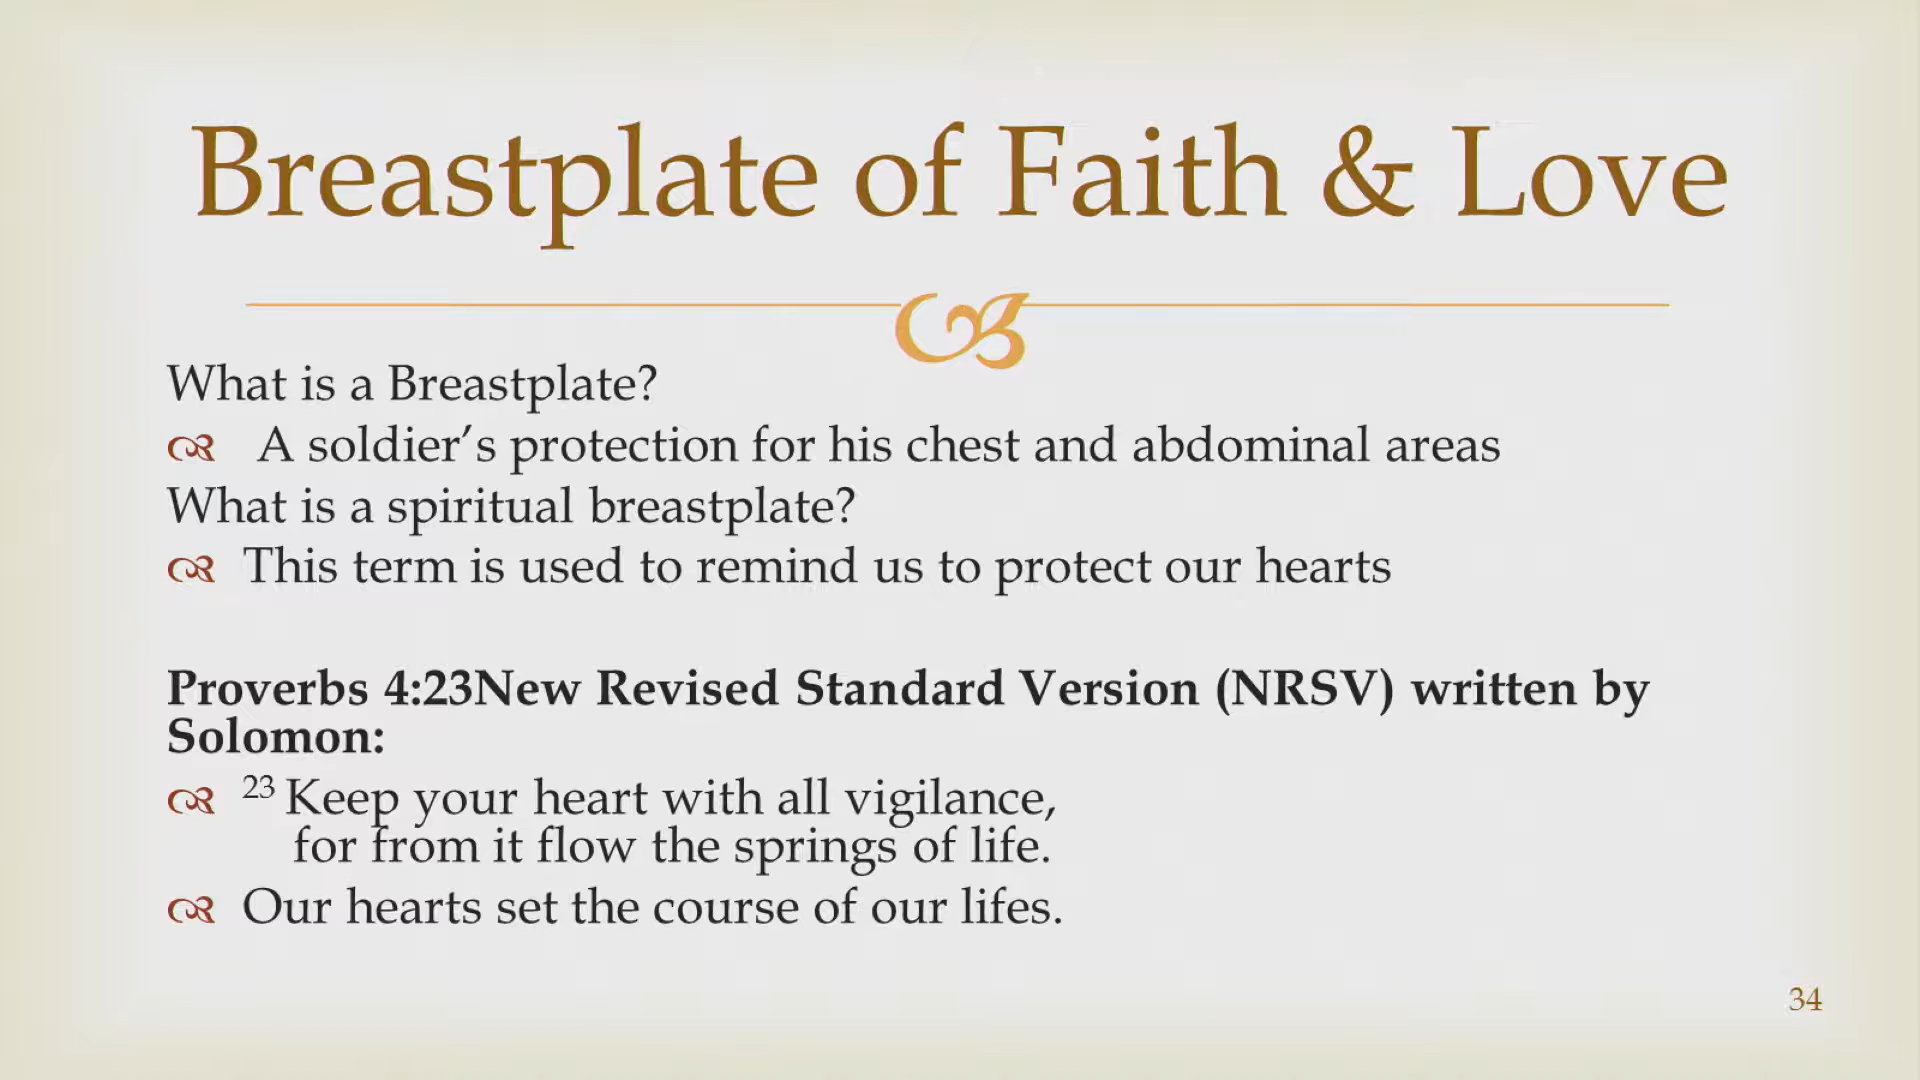 Breastplate of Faith & Love
What is a Breastplate?
A soldier’s protection for his chest and abdominal areas
What is a spiritual breastplate?
This term is used to remind us to protect our hearts
Proverbs 4:23New Revised Standard Version (NRSV) written by
Solomon:
23 Keep your heart with all vigilance,
for from it flow the springs of life.
Our hearts set the course of our lifes.
34